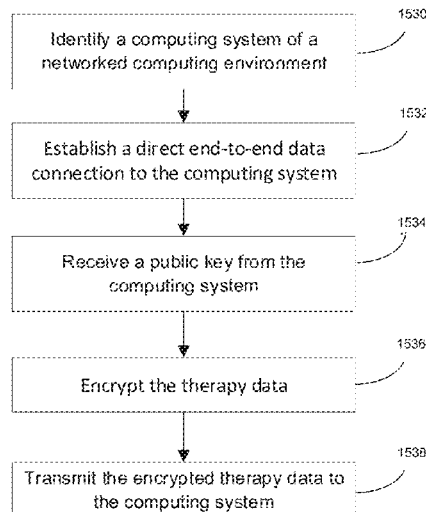 1530
Identify a computing system of a
networked computing environment
1532
Establish a direct end-to-end data
connection to the computing system
1534
Receive a public key from the
computing system
1536
Encrypt the therapy data
1538
Transmit the encrypted therapy data to
the computing system